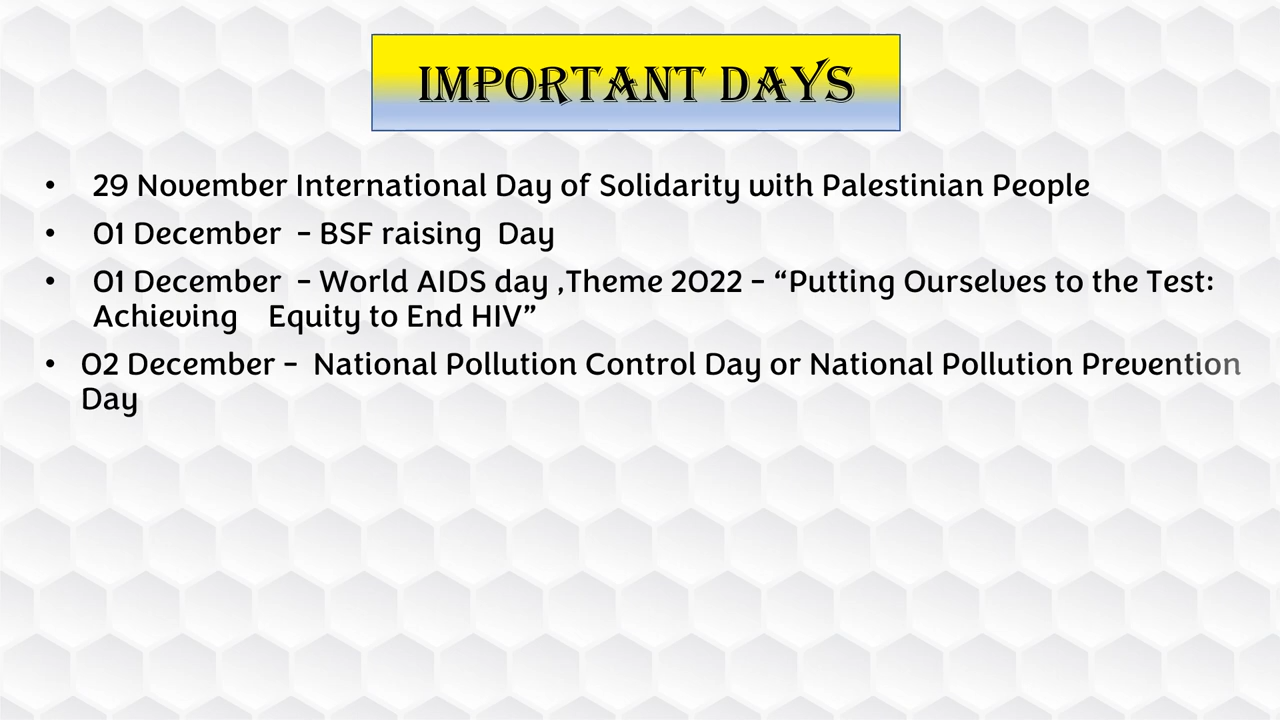 IMPORTANT DAYS
• 29 November International Day of Solidarity with Palestinian People
• 01 December – BSF raising Day
• 01 December – World AIDS day ,Theme 2022 – “Putting Ourselves to the Test:
Achieving Equity to End HIV”
• 02 December – National Pollution Control Day or National Pollution Prevention
Day